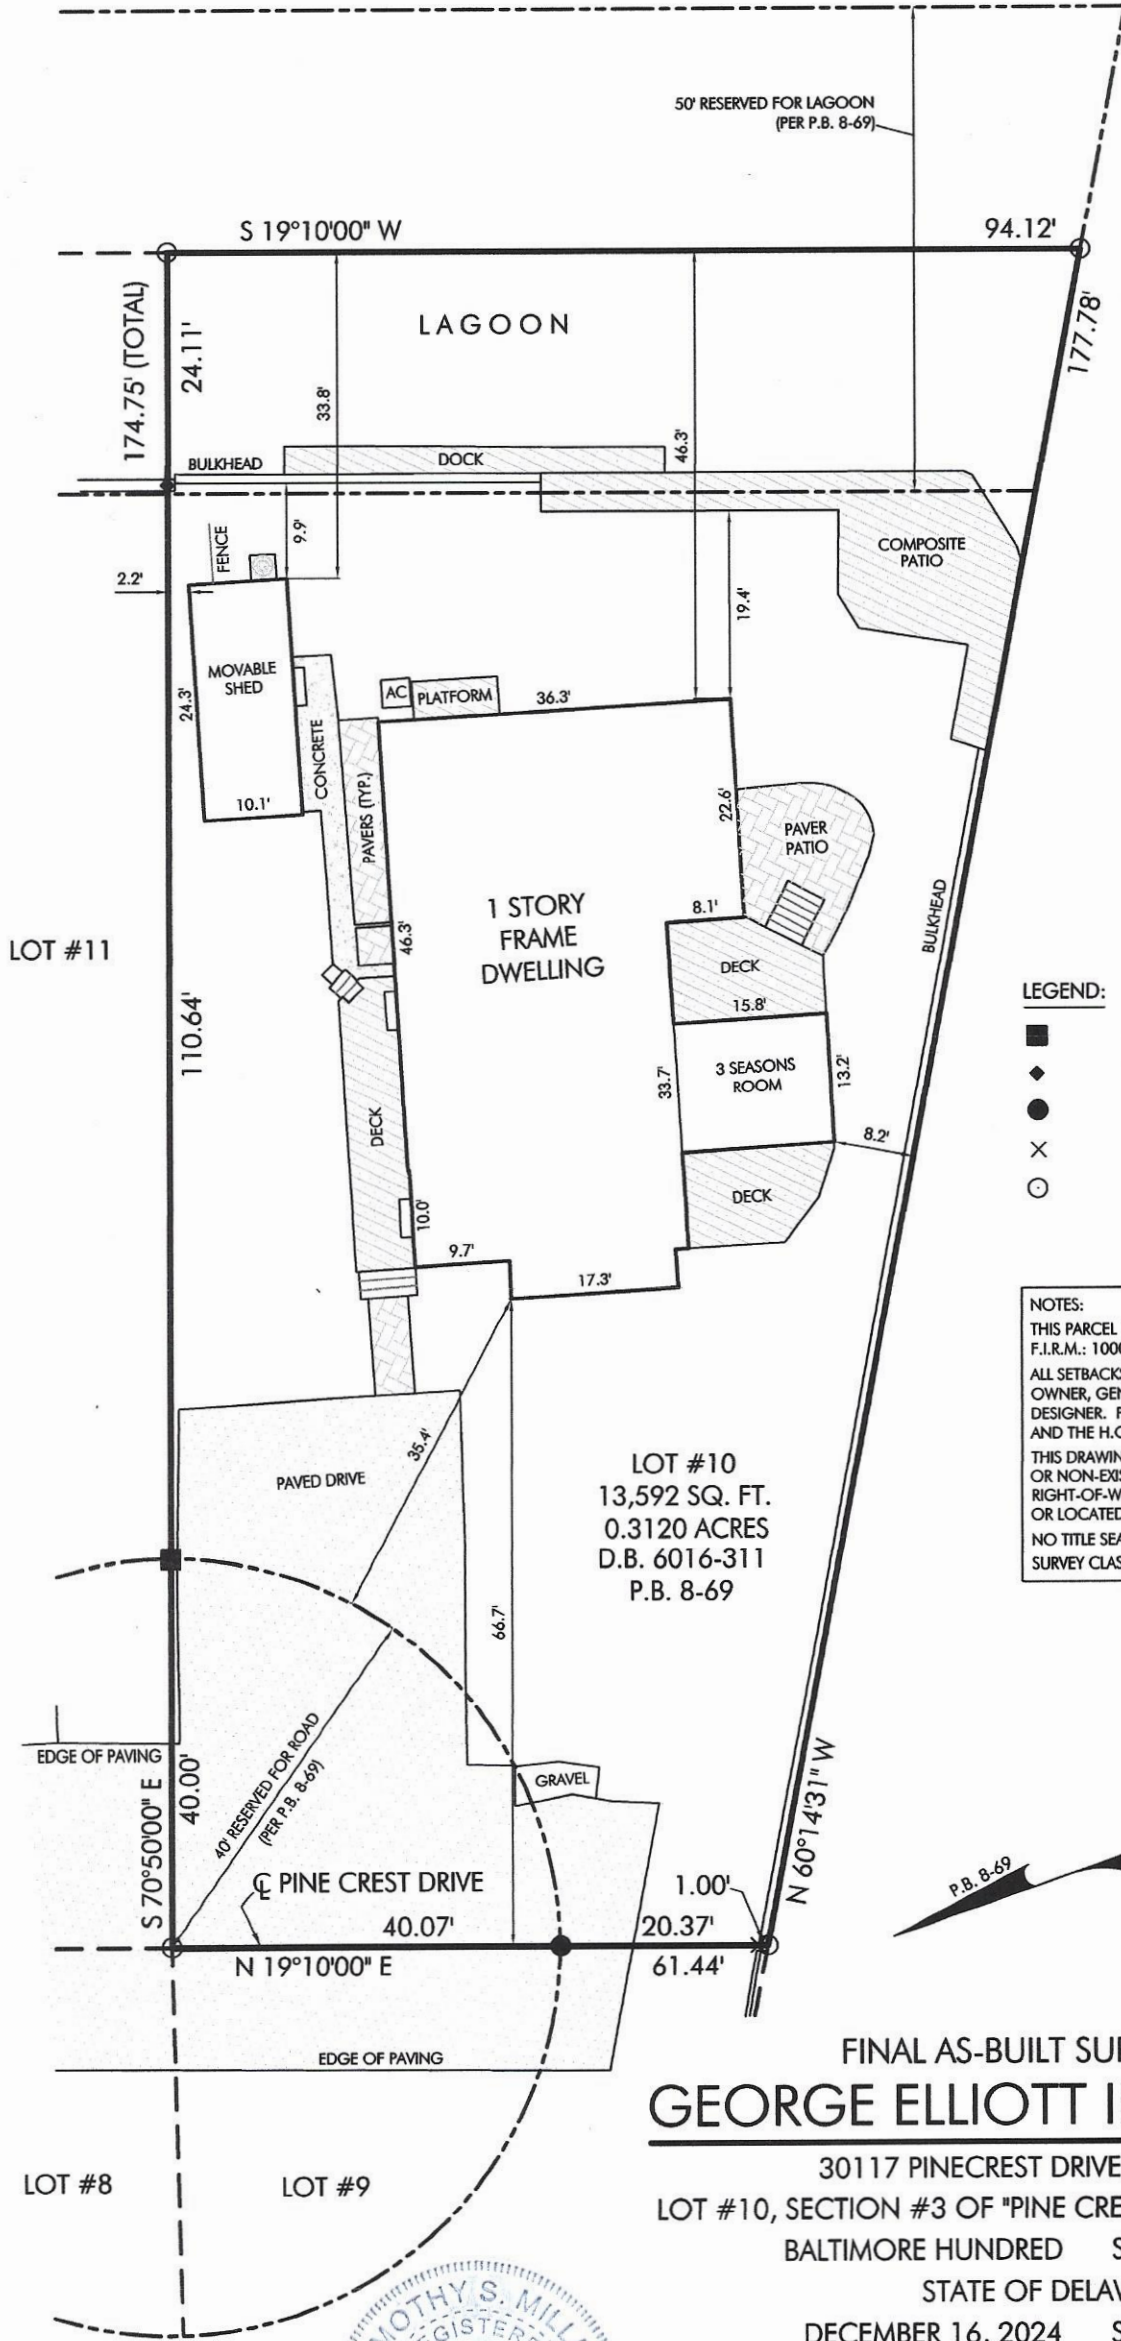 50' RESERVED FOR LAGOON
(PER P.B. 8-69)
S 19°10'00" W
94.12'
174.75' (TOTAL)
24.11'
LAGOON
177.78'
33.8'
46.3'
BULKHEAD
DOCK
FENCE
9.9'
COMPOSITE
PATIO
2.2'
19.4'
MOVABLE
SHED
24.3'
10.1'
CONCRETE
AC
PLATFORM
36.3'
PAVERS (TYP.)
22.6'
PAVER
PATIO
1 STORY
FRAME
DWELLING
46.3'
8.1'
BULKHEAD
LOT #11
DECK
15.8'
110.64'
3 SEASONS
ROOM
33.7'
13.2'
8.2'
DECK
DECK
10.0'
9.7'
17.3'
LEGEND:
NOTES:
THIS PARCEL
F.I.R.M.: 100
ALL SETBACKS
OWNER, GEN
DESIGNER. F
AND THE H.O
THIS DRAWIN
OR NON-EXIS
RIGHT-OF-W
OR LOCATED
NO TITLE SEA
SURVEY CLAS
35.4'
PAVED DRIVE
LOT #10
13,592 SQ. FT.
0.3120 ACRES
D.B. 6016-311
P.B. 8-69
66.7'
EDGE OF PAVING
40' RESERVED FOR ROAD
(PER P.B. 8-69)
GRAVEL
S 70°50'00" E
40.00'
N 60°14'31" W
P.B. 8-69
℄ PINE CREST DRIVE
1.00'
40.07'
20.37'
N 19°10'00" E
61.44'
EDGE OF PAVING
LOT #8
LOT #9
FINAL AS-BUILT SU
GEORGE ELLIOTT
30117 PINECREST DRIVE
LOT #10, SECTION #3 OF "PINE CRE
BALTIMORE HUNDRED S
STATE OF DELAW
DECEMBER 16, 2024 S
MOTHY S. MILL
GISTERE